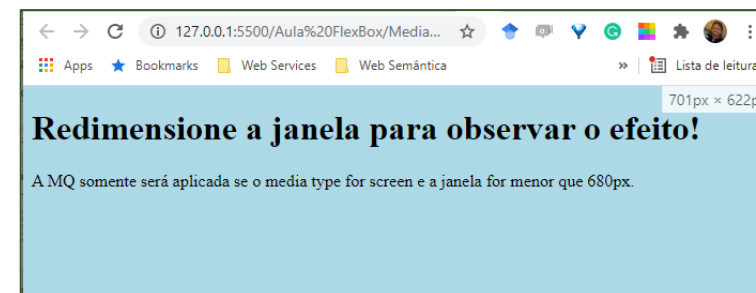 127.0.0.1:5500/Aula%20FlexBox/Media...
Apps Bookmarks Web Services Web Semântica » Lista de leitura
701px × 622p
Redimensione a janela para observar o efeito!
A MQ somente será aplicada se o media type for screen e a janela for menor que 680px.